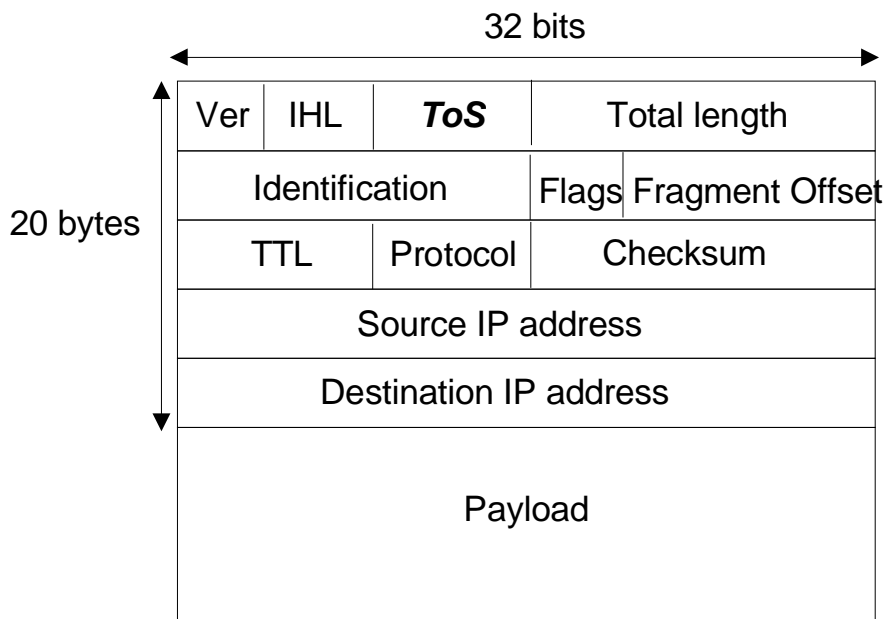 32 bits
Ver IHL ToS Total length
Identification Flags Fragment Offset
20 bytes
TTL Protocol Checksum
Source IP address
Destination IP address
Payload